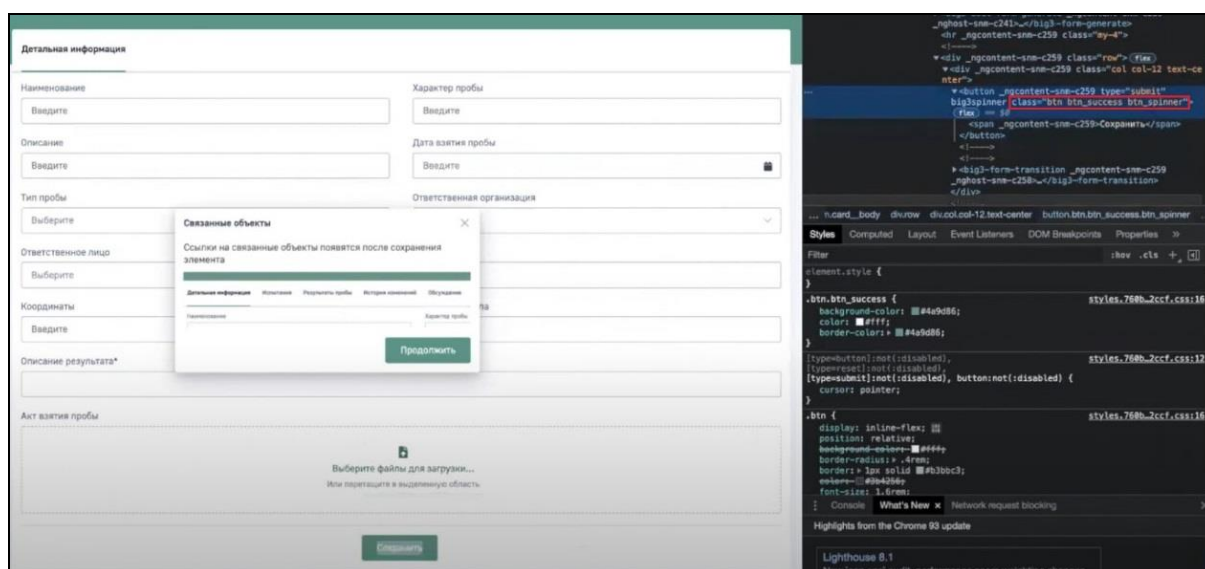 Детальная информация
Наименование
Характер пробы
Введите
Введите
Описание
Дата взятия пробы
Введите
Введите
Тип пробы
Ответственная организация
Выберите
Связанные объекты
Ссылки на связанные объекты появятся после сохранения
элемента
Детальная информация Испытания Результаты пробы История изменений Обсуждение
Наименование
Характер пробы
Продолжить
Ответственное лицо
Выберите
Координаты
Введите
Описание результата*
Акт взятия пробы
Выберите файлы для загрузки...
Или перетащите в выделенную область
Сохранить
_nghost-snm-c241>…</big3-form-generate>
<hr _ngcontent-snm-c259 class="my-4">
<!---->
▼<div _ngcontent-snm-c259 class="row"> flex
▼<div _ngcontent-snm-c259 class="col col-12 text-ce
nter">
▼<button _ngcontent-snm-c259 type="submit"
big3spinner class="btn btn_success btn_spinner">
flex == $0
<span _ngcontent-snm-c259>Сохранить</span>
</button>
<!---->
<!---->
▶<big3-form-transition _ngcontent-snm-c259
_nghost-snm-c258>…</big3-form-transition>
</div>
... n.card__body div.row div.col.col-12.text-center button.btn.btn_success.btn_spinner
Styles Computed Layout Event Listeners DOM Breakpoints Properties »
Filter :hov .cls +
element.style {
}
.btn.btn_success { styles.760b…2ccf.css:16
background-color: #4a9d86;
color: #fff;
border-color: #4a9d86;
}
[type=button]:not(:disabled), styles.760b…2ccf.css:12
[type=reset]:not(:disabled),
[type=submit]:not(:disabled), button:not(:disabled) {
cursor: pointer;
}
.btn { styles.760b…2ccf.css:16
display: inline-flex;
position: relative;
background-color: #fff;
border-radius: .4rem;
border: 1px solid #b3bbc3;
color: #3b4256;
font-size: 1.6rem;
Console What's New × Network request blocking
Highlights from the Chrome 93 update
Lighthouse 8.1